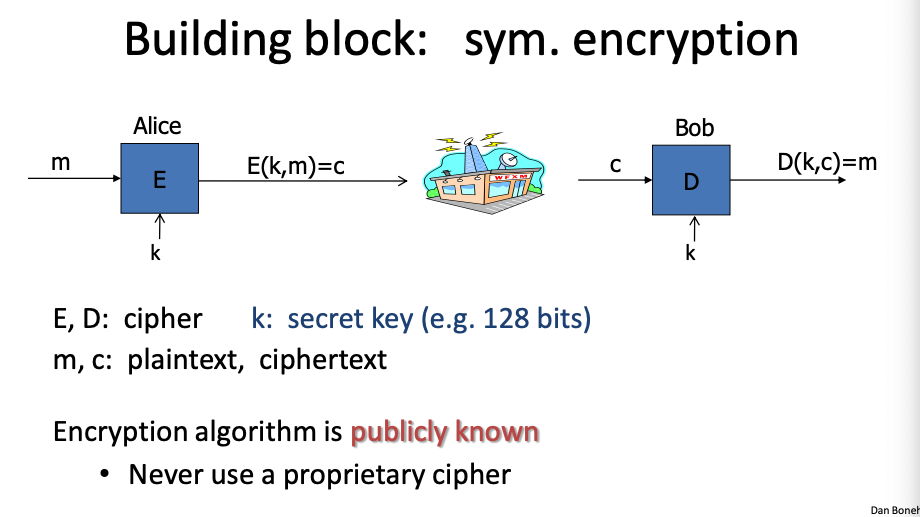 Building block: sym. encryption
Alice
Bob
m
E
E(k,m)=c
WFXM
c
D
D(k,c)=m
k
k
E, D: cipher k: secret key (e.g. 128 bits)
m, c: plaintext, ciphertext
Encryption algorithm is publicly known
• Never use a proprietary cipher
Dan Boneh